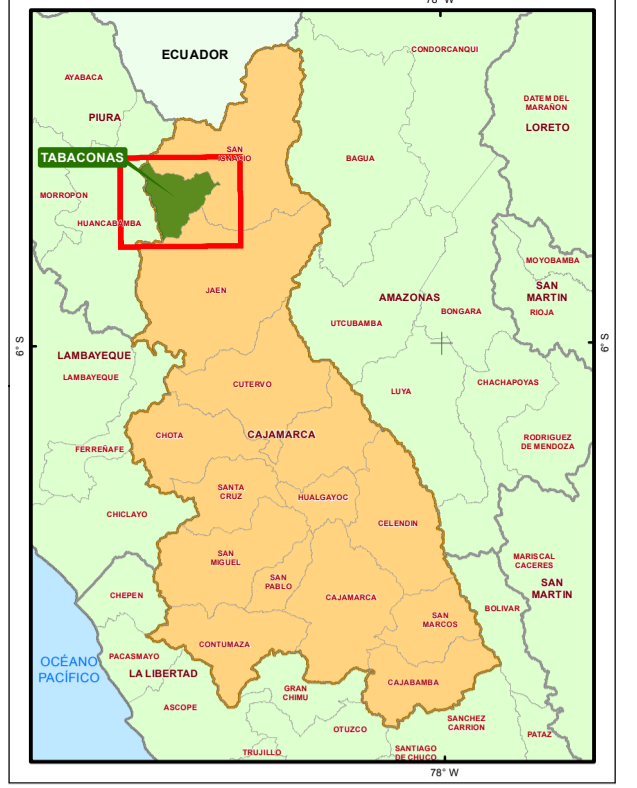 78° W
ECUADOR
CONDORCANQUI
AYABACA
DATEM DEL
MARAÑON
PIURA
LORETO
SAN
IGNACIO
TABACONAS
BAGUA
MORROPON
HUANCABAMBA
MOYOBAMBA
SAN
MARTIN
JAEN
AMAZONAS
BONGARA
RIOJA
UTCUBAMBA
6° S
6° S
LAMBAYEQUE
LAMBAYEQUE
CUTERVO
LUYA
CHACHAPOYAS
CHOTA
CAJAMARCA
FERREÑAFE
RODRIGUEZ
DE MENDOZA
SANTA
CRUZ
HUALGAYOC
CHICLAYO
CELENDIN
SAN
MIGUEL
MARISCAL
CACERES
SAN
PABLO
SAN
MARTIN
CHEPEN
CAJAMARCA
BOLIVAR
SAN
MARCOS
CONTUMAZA
PACASMAYO
OCÉANO
PACÍFICO
LA LIBERTAD
CAJABAMBA
GRAN
CHIMU
ASCOPE
SANCHEZ
CARRION
OTUZCO
PATAZ
TRUJILLO
SANTIAGO
DE CHUCO
78° W